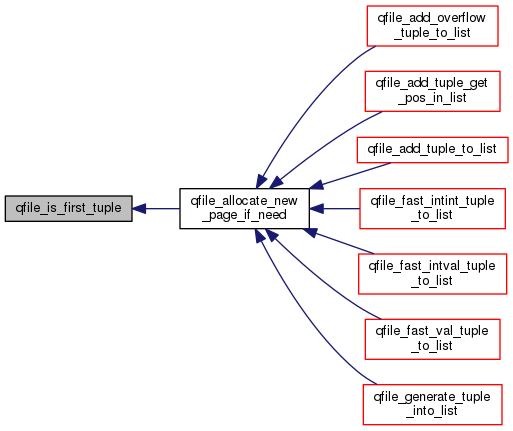 qfile_is_first_tuple
qfile_allocate_new
_page_if_need
qfile_add_overflow
_tuple_to_list
qfile_add_tuple_get
_pos_in_list
qfile_add_tuple_to_list
qfile_fast_intint_tuple
_to_list
qfile_fast_intval_tuple
_to_list
qfile_fast_val_tuple
_to_list
qfile_generate_tuple
_into_list